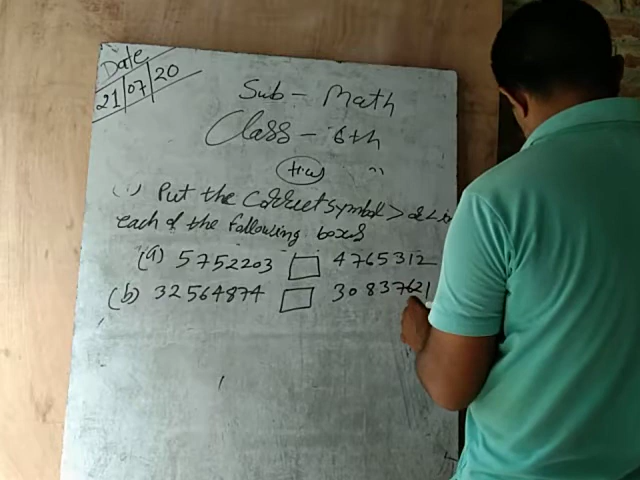 Date
21/07/20
Sub - Math
Class - 6th
(i) Put the correct symbol > or < in
each of the following boxes
(a) 5752203 □ 4765312
(b) 32564874 □ 30837621